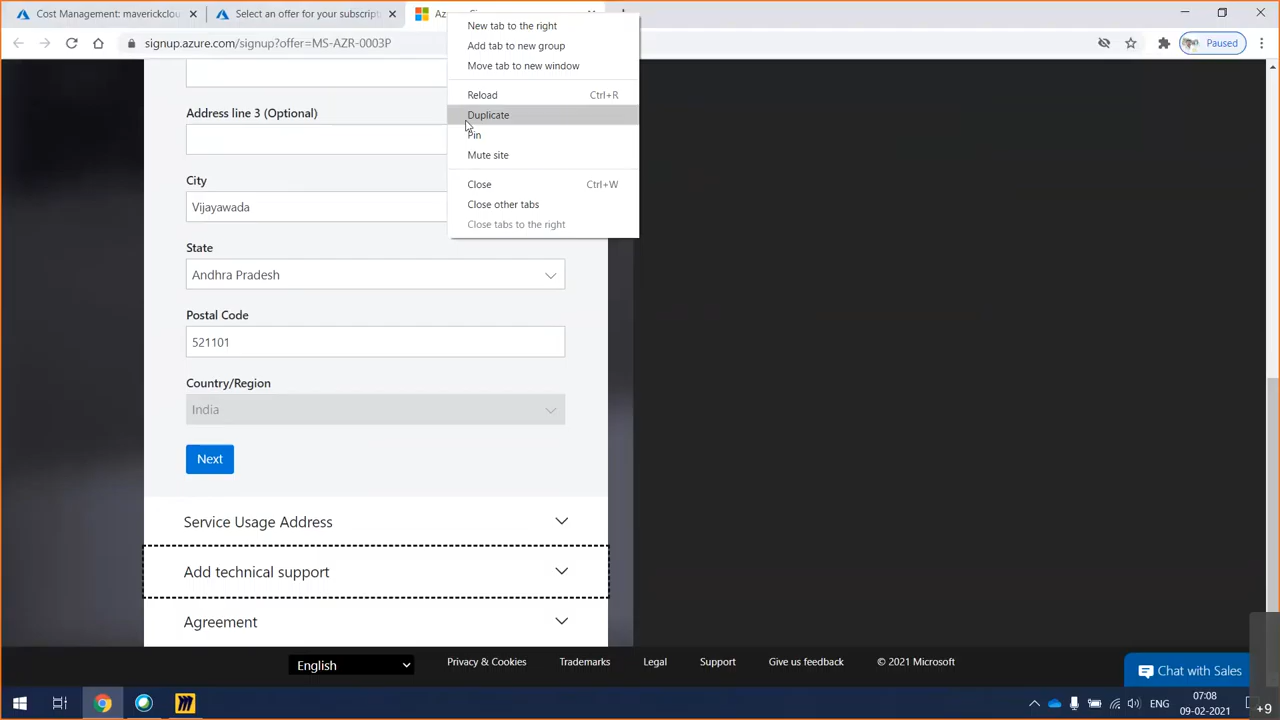 Cost Management: maverickclou
Select an offer for your subscript
Az
signup.azure.com/signup?offer=MS-AZR-0003P
Paused
New tab to the right
Add tab to new group
Move tab to new window
Reload Ctrl+R
Duplicate
Pin
Mute site
Close Ctrl+W
Close other tabs
Close tabs to the right
Address line 3 (Optional)
City
Vijayawada
State
Andhra Pradesh
Postal Code
521101
Country/Region
India
Next
Service Usage Address
Add technical support
Agreement
English
Privacy & Cookies
Trademarks
Legal
Support
Give us feedback
© 2021 Microsoft
Chat with Sales
ENG
07:08
09-02-2021
+9